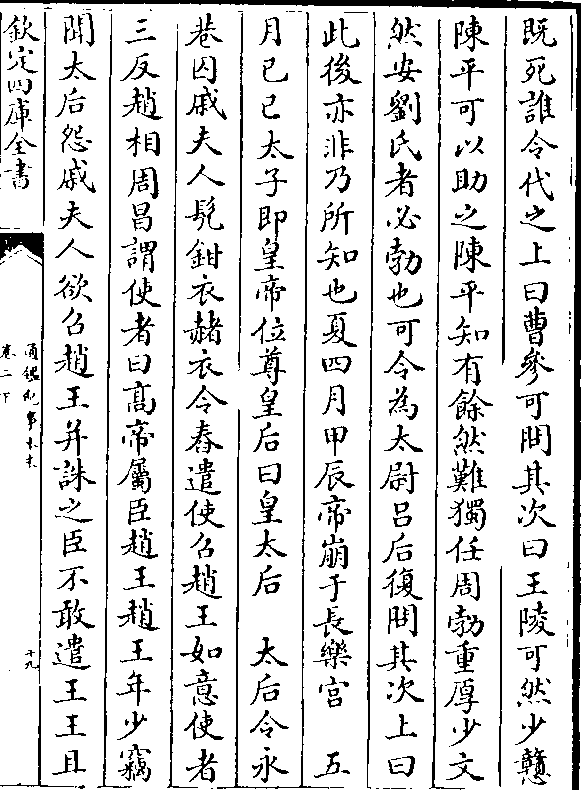 既死誰令代之上曰曹參可問其次曰王陵可然少戇
陳平可以助之陳平知有餘然難獨任周勃重厚少文
然安劉氏者必勃也可令為太尉吕后復問其次上曰
此後亦非乃所知也夏四月甲辰帝崩于長樂宫　五
月己巳太子即皇帝位尊皇后曰皇太后　太后令永
巷囚戚夫人髠鉗衣赭衣令舂遣使召趙王如意使者
三反趙相周昌謂使者曰髙帝屬臣趙王趙王年少竊
聞太后怨戚夫人欲召趙王并誅之臣不敢遣王王且
欽定四庫全書
通鑑紀事本末
卷二下
十九